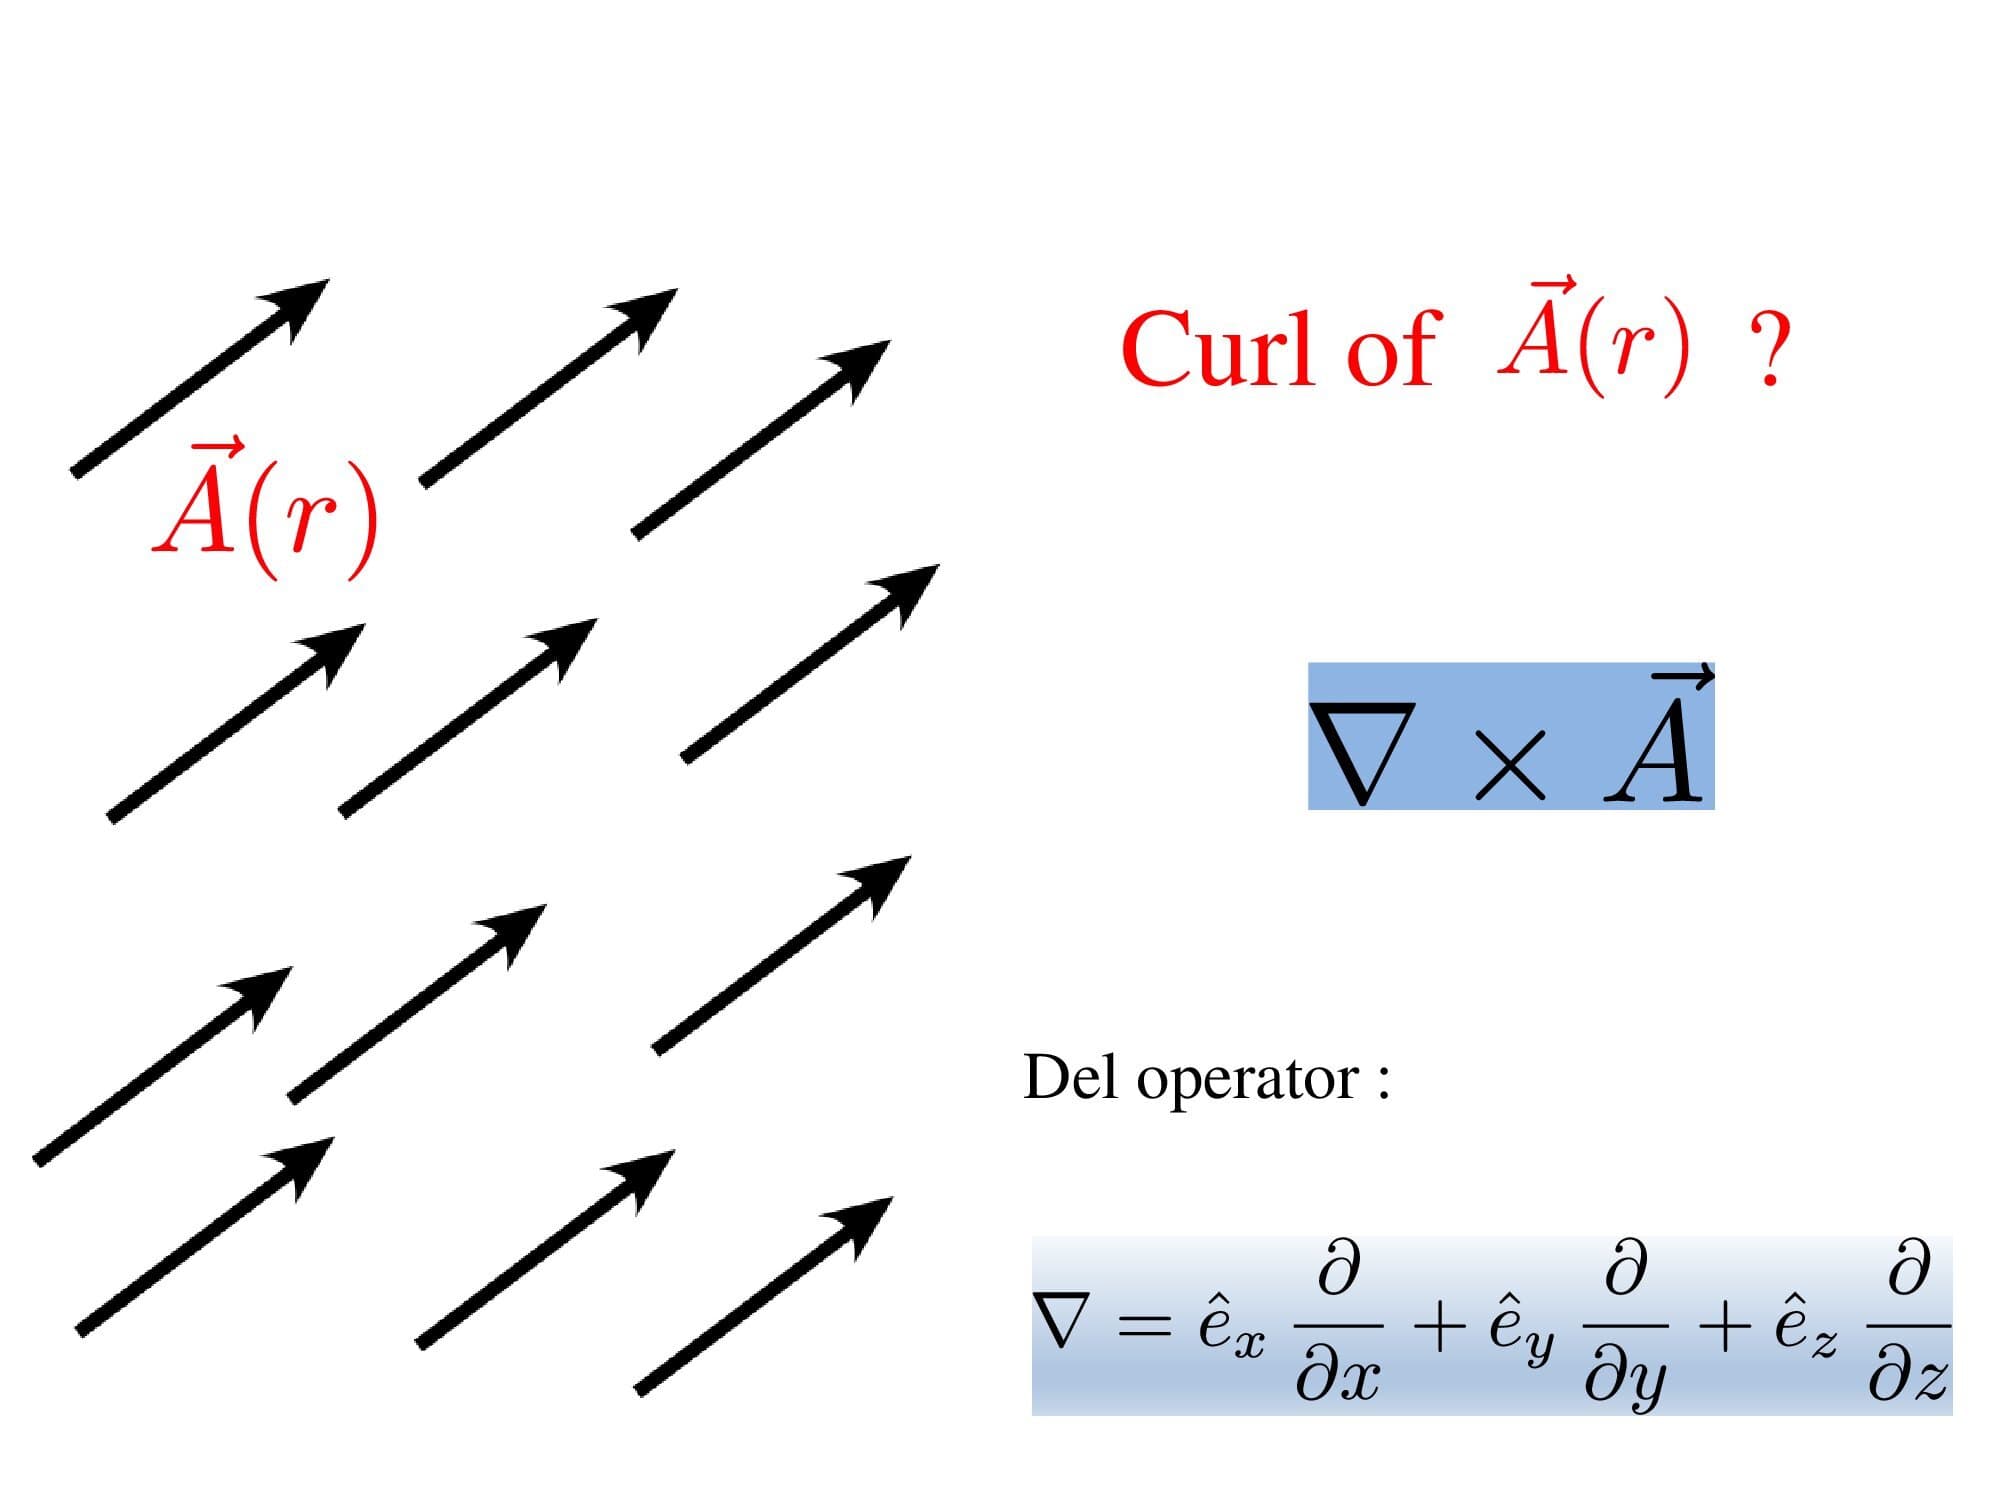 Curl of $\vec{A}(r)$ ?
$\vec{A}(r)$
$\nabla \times \vec{A}$
Del operator :
$\nabla = \hat{e}_x \frac{\partial}{\partial x} + \hat{e}_y \frac{\partial}{\partial y} + \hat{e}_z \frac{\partial}{\partial z}$